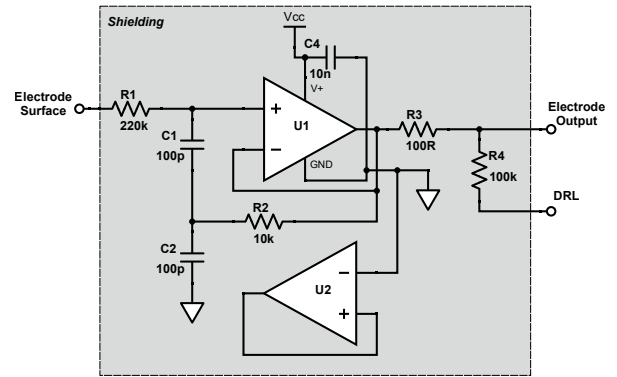 Shielding
Vcc
C4
10n
V+
Electrode
Surface
R1
220k
C1
100p
+
−
U1
GND
R3
100R
Electrode
Output
R4
100k
DRL
R2
10k
C2
100p
U2
−
+